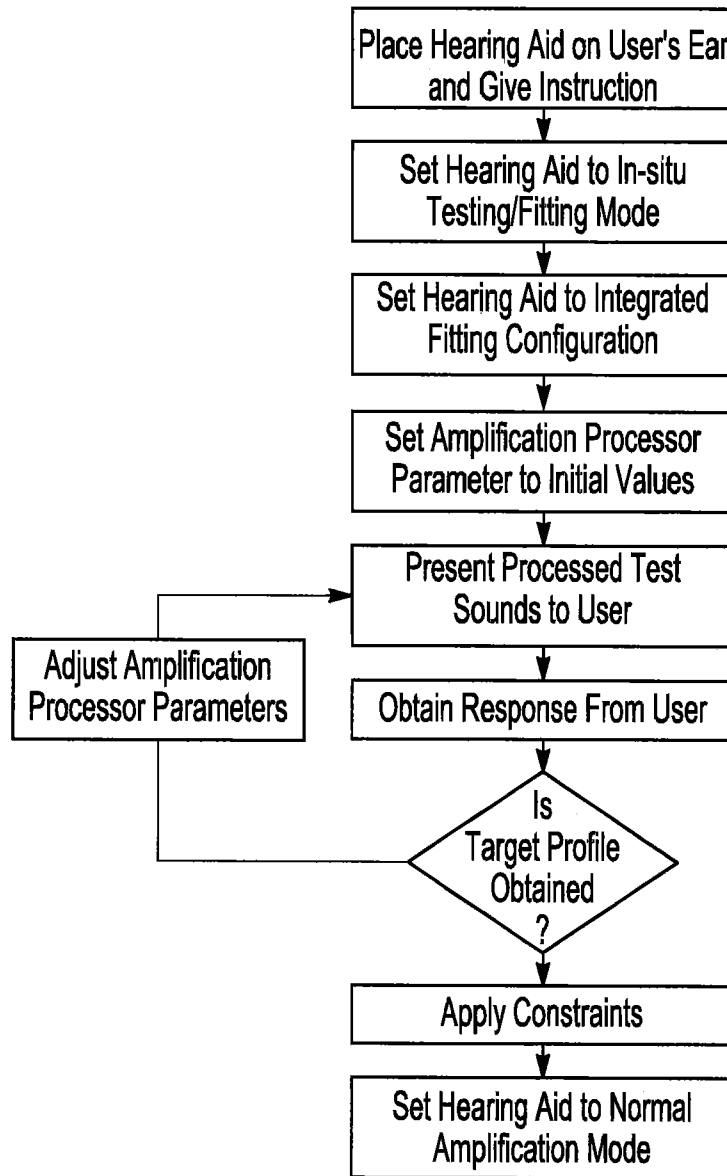 Place Hearing Aid on User's Ear
and Give Instruction
Set Hearing Aid to In-situ
Testing/Fitting Mode
Set Hearing Aid to Integrated
Fitting Configuration
Set Amplification Processor
Parameter to Initial Values
Present Processed Test
Sounds to User
Adjust Amplification
Processor Parameters
Obtain Response From User
Is
Target Profile
Obtained
?
Apply Constraints
Set Hearing Aid to Normal
Amplification Mode